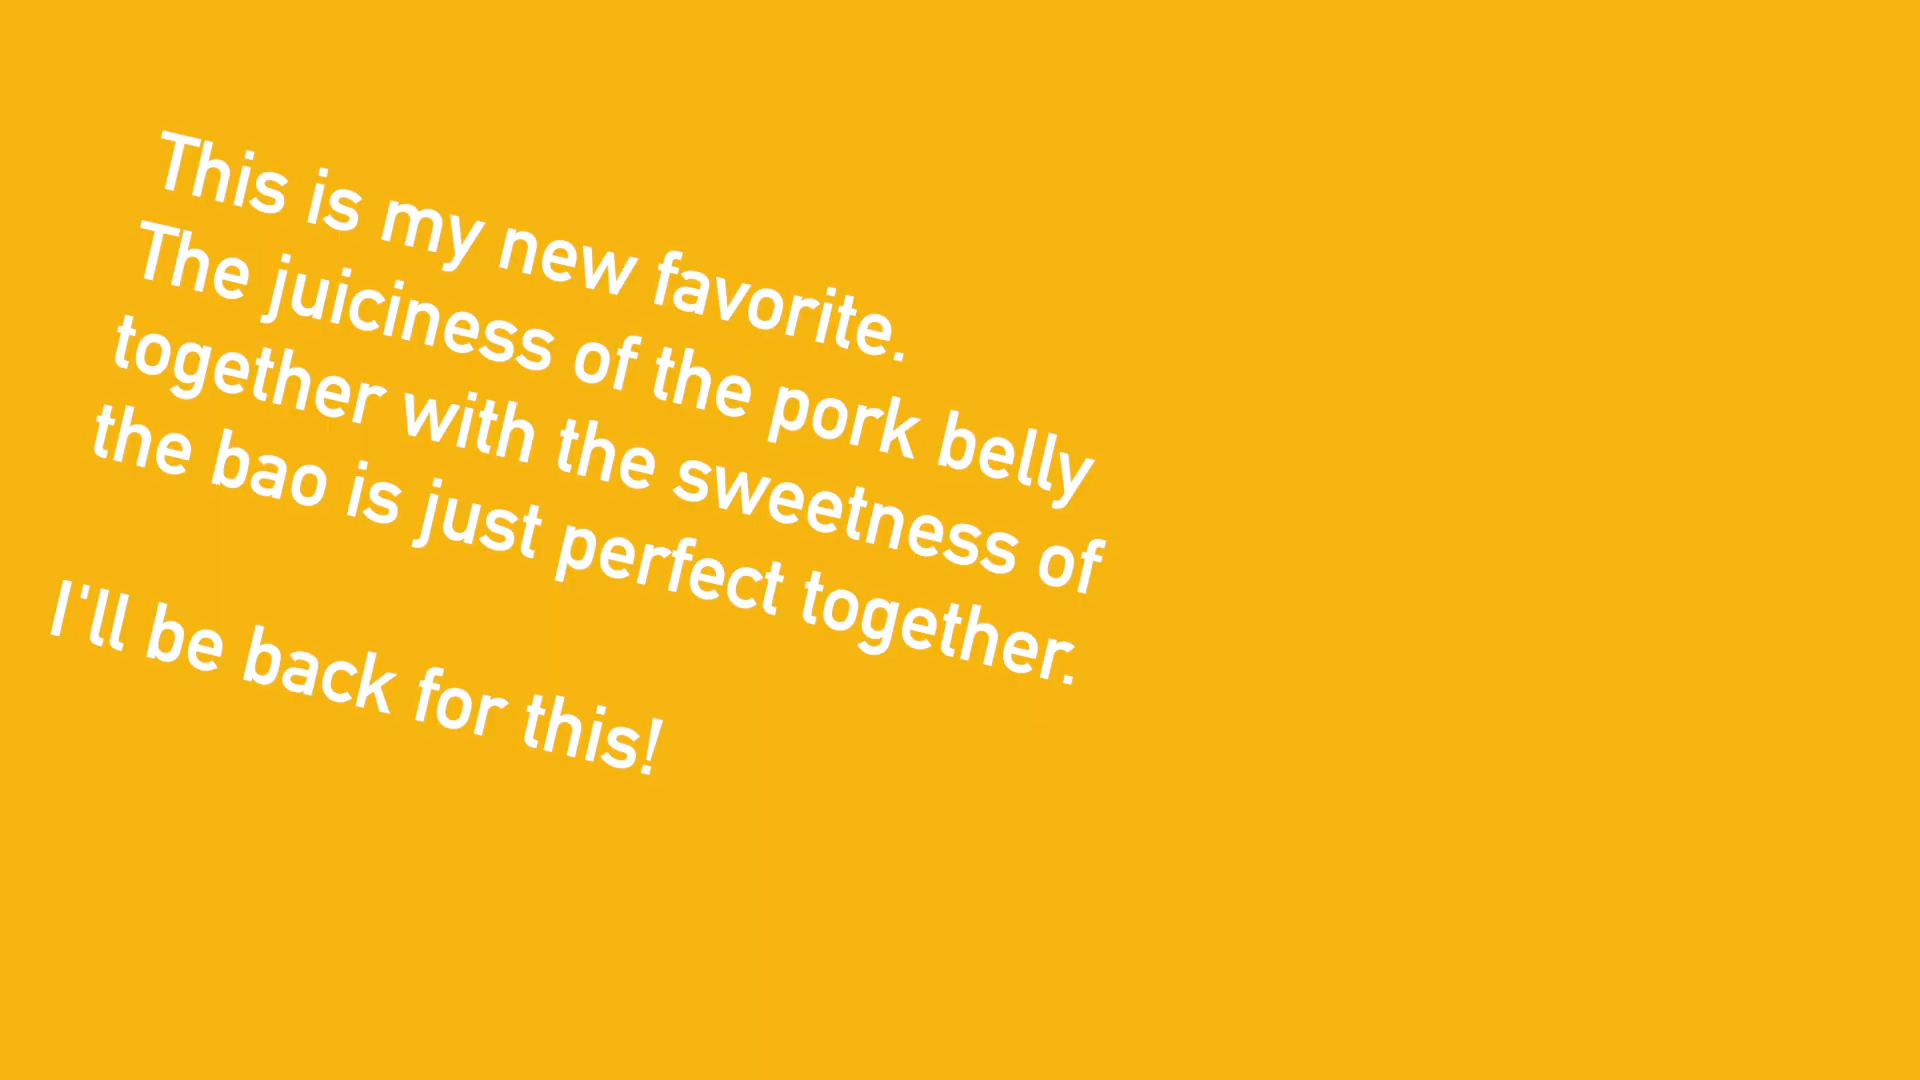 This is my new favorite.
The juiciness of the pork belly
together with the sweetness of
the bao is just perfect together.
I'll be back for this!